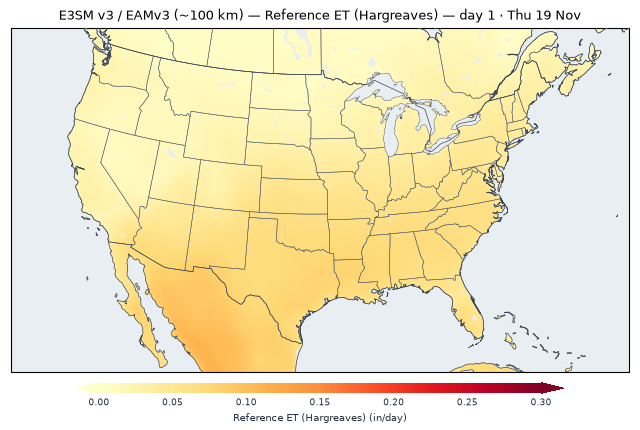 E3SM v3 / EAMv3 (~100 km) — Reference ET (Hargreaves) — day 1 · Thu 19 Nov
0.00 0.05 0.10 0.15 0.20 0.25 0.30
Reference ET (Hargreaves) (in/day)